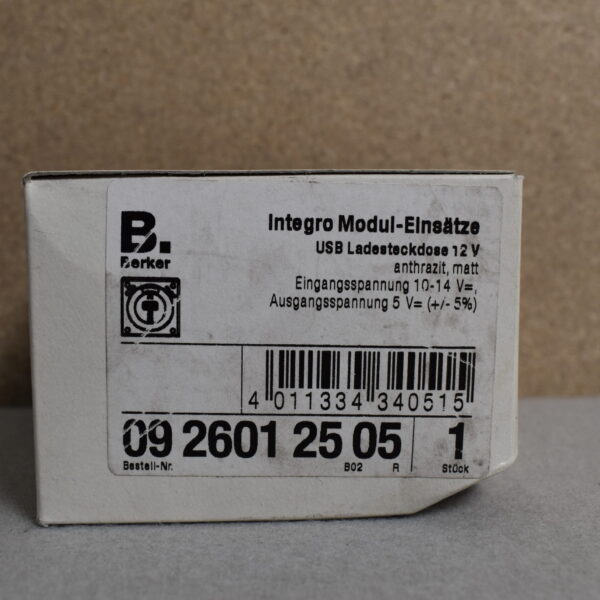 B.
Berker
Integro Modul-Einsätze
USB Ladesteckdose 12 V
anthrazit, matt
Eingangsspannung 10-14 V=,
Ausgangsspannung 5 V= (+/- 5%)
4 011334 340515
09 2601 25 05 1
Bestell-Nr. B02 R Stück